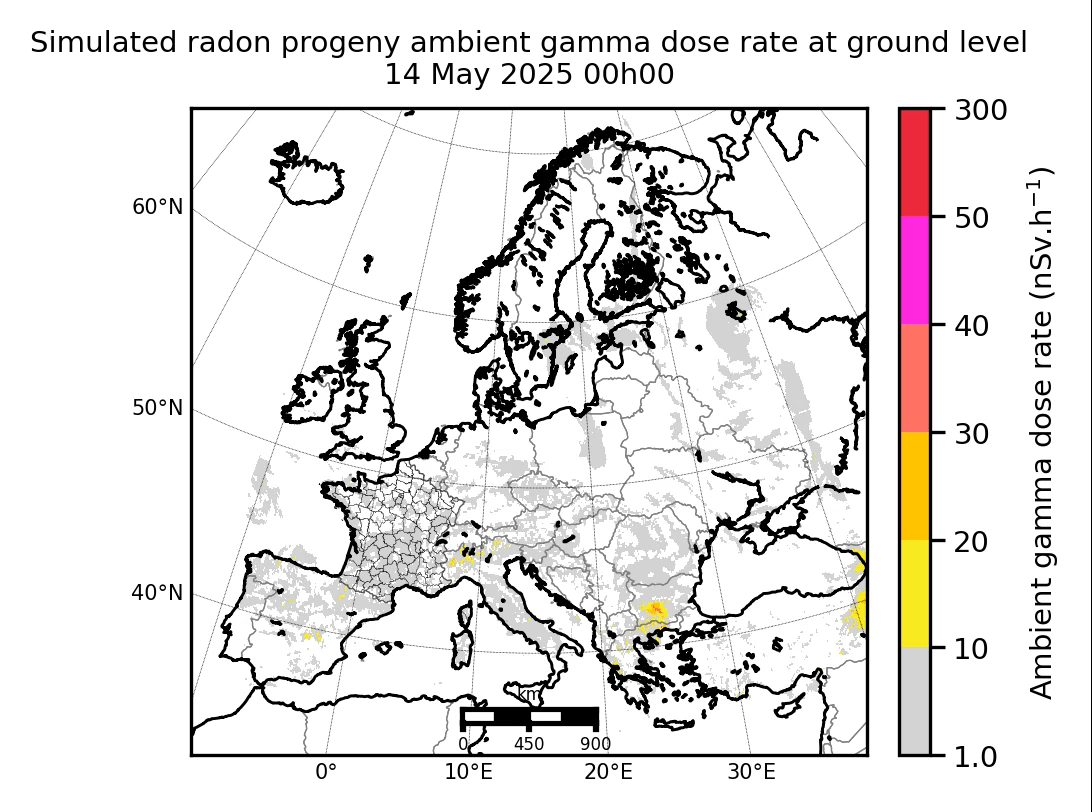 Simulated radon progeny ambient gamma dose rate at ground level
14 May 2025 00h00
60°N
50°N
40°N
0°
10°E
20°E
30°E
km
0 450 900
300
50
40
30
20
10
1.0
Ambient gamma dose rate (nSv.h⁻¹)